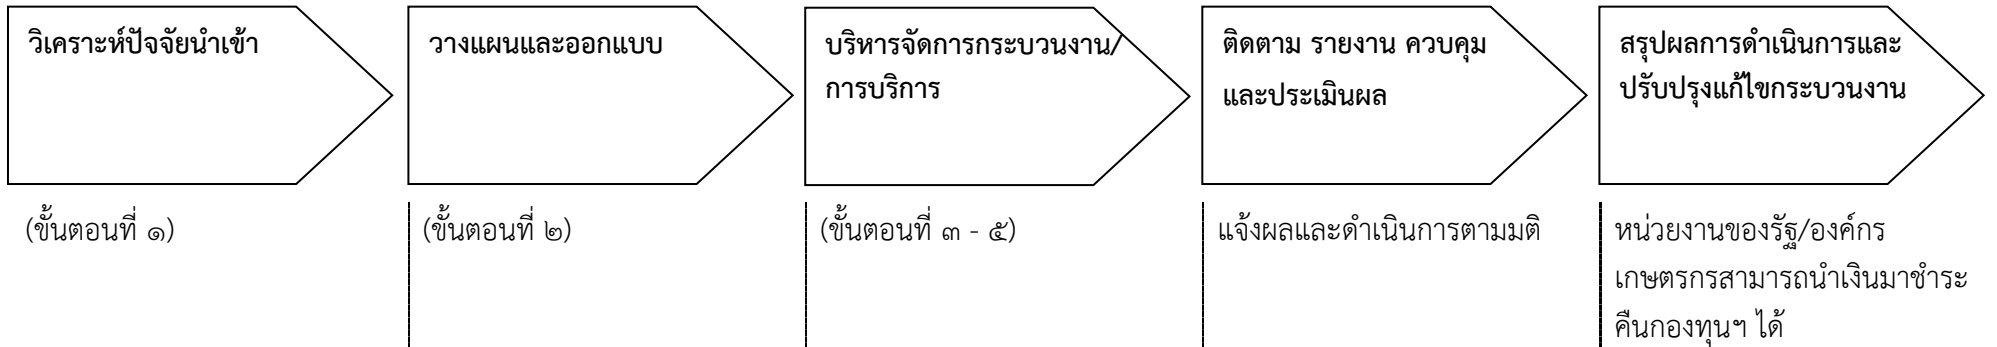 วิเคราะห์ปัจจัยนำเข้า
วางแผนและออกแบบ
บริหารจัดการกระบวนงาน/
การบริการ
ติดตาม รายงาน ควบคุม
และประเมินผล
สรุปผลการดำเนินการและ
ปรับปรุงแก้ไขกระบวนงาน
(ขั้นตอนที่ ๑)
(ขั้นตอนที่ ๒)
(ขั้นตอนที่ ๓ - ๕)
แจ้งผลและดำเนินการตามมติ
หน่วยงานของรัฐ/องค์กร
เกษตรกรสามารถนำเงินมาชำระ
คืนกองทุนฯ ได้